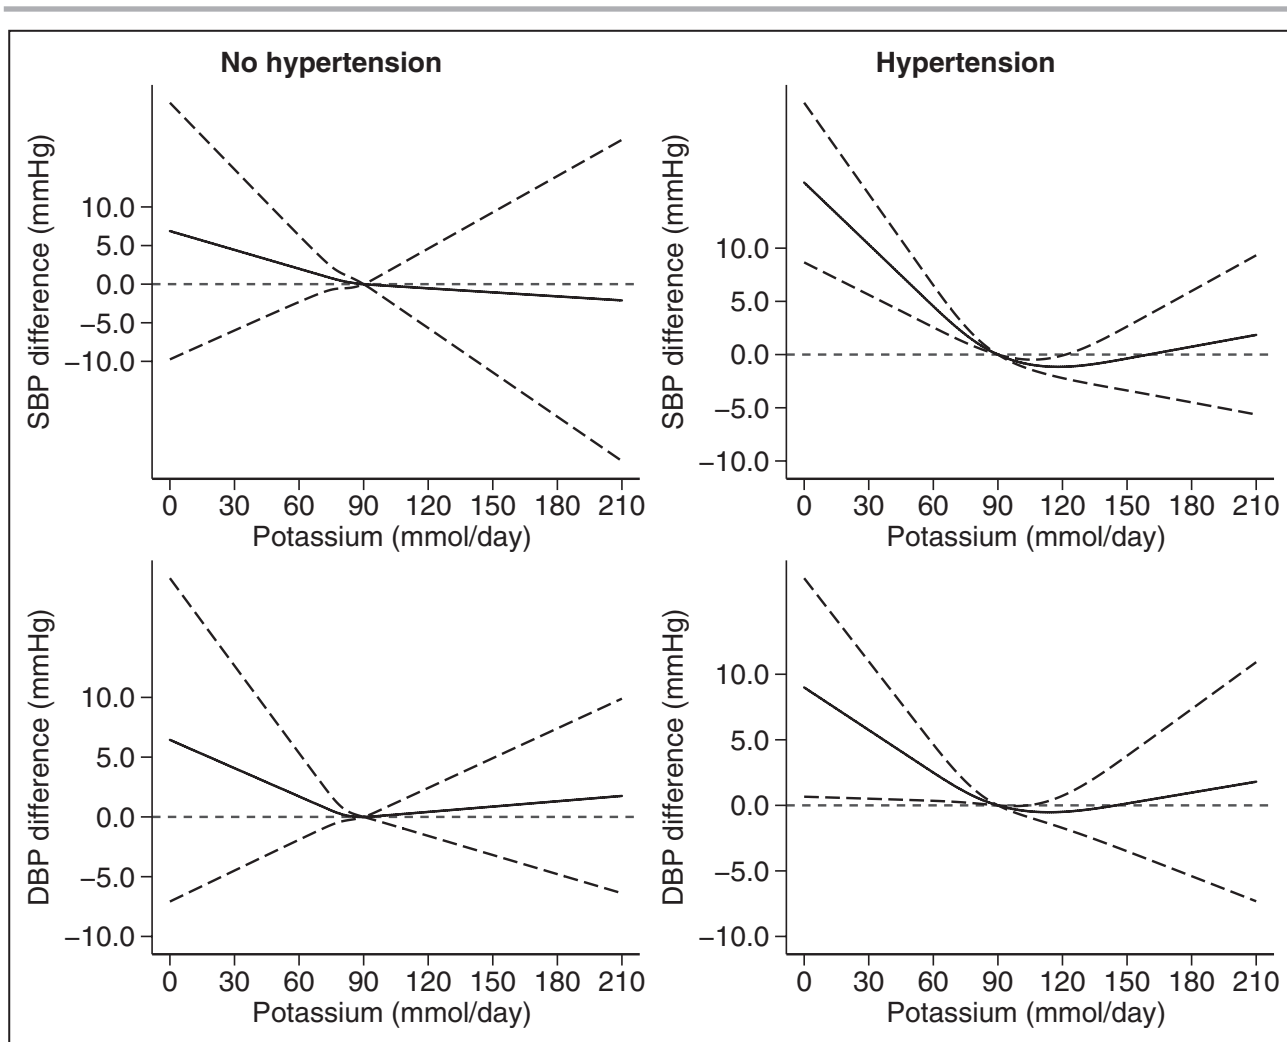 No hypertension
Hypertension
SBP difference (mmHg)
10.0
5.0
0.0
−5.0
−10.0
0 30 60 90 120 150 180 210
Potassium (mmol/day)
SBP difference (mmHg)
10.0
5.0
0.0
−5.0
−10.0
0 30 60 90 120 150 180 210
Potassium (mmol/day)
DBP difference (mmHg)
10.0
5.0
0.0
−5.0
−10.0
0 30 60 90 120 150 180 210
Potassium (mmol/day)
DBP difference (mmHg)
10.0
5.0
0.0
−5.0
−10.0
0 30 60 90 120 150 180 210
Potassium (mmol/day)